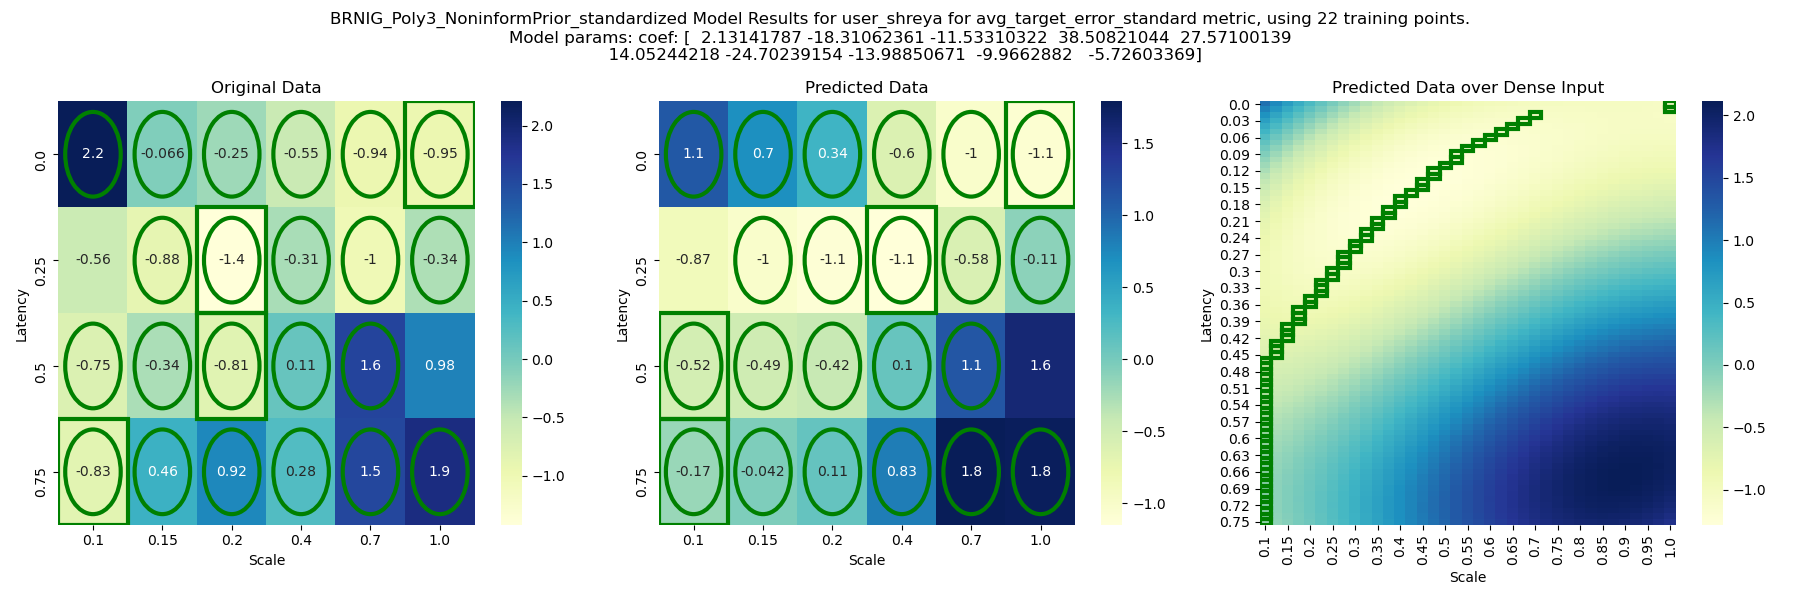 BRNIG_Poly3_NoninformPrior_standardized Model Results for user_shreya for avg_target_error_standard metric, using 22 training points.
Model params: coef: [  2.13141787 -18.31062361 -11.53310322  38.50821044  27.57100139
14.05244218 -24.70239154 -13.98850671  -9.9662882   -5.72603369]
Original Data
2.2 -0.066 -0.25 -0.55 -0.94 -0.95
-0.56 -0.88 -1.4 -0.31 -1 -0.34
-0.75 -0.34 -0.81 0.11 1.6 0.98
-0.83 0.46 0.92 0.28 1.5 1.9
0.0
0.25
0.5
0.75
Latency
0.1 0.15 0.2 0.4 0.7 1.0
Scale
2.0
1.5
1.0
0.5
0.0
−0.5
−1.0
Predicted Data
1.1 0.7 0.34 -0.6 -1 -1.1
-0.87 -1 -1.1 -1.1 -0.58 -0.11
-0.52 -0.49 -0.42 0.1 1.1 1.6
-0.17 -0.042 0.11 0.83 1.8 1.8
0.0
0.25
0.5
0.75
Latency
0.1 0.15 0.2 0.4 0.7 1.0
Scale
1.5
1.0
0.5
0.0
−0.5
−1.0
Predicted Data over Dense Input
0.0
0.03
0.06
0.09
0.12
0.15
0.18
0.21
0.24
0.27
0.3
0.33
0.36
0.39
0.42
0.45
0.48
0.51
0.54
0.57
0.6
0.63
0.66
0.69
0.72
0.75
Latency
0.1 0.15 0.2 0.25 0.3 0.35 0.4 0.45 0.5 0.55 0.6 0.65 0.7 0.75 0.8 0.85 0.9 0.95 1.0
Scale
2.0
1.5
1.0
0.5
0.0
−0.5
−1.0